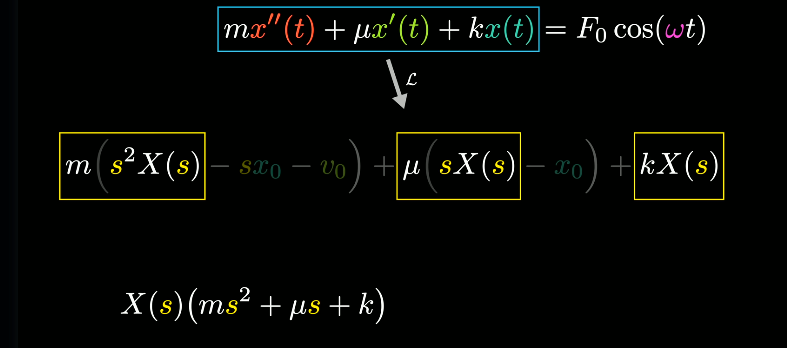 mx″(t) + μx′(t) + kx(t) = F₀ cos(ωt)
ℒ
m(s²X(s) − sx₀ − v₀) + μ(sX(s) − x₀) + kX(s)
X(s)(ms² + μs + k)